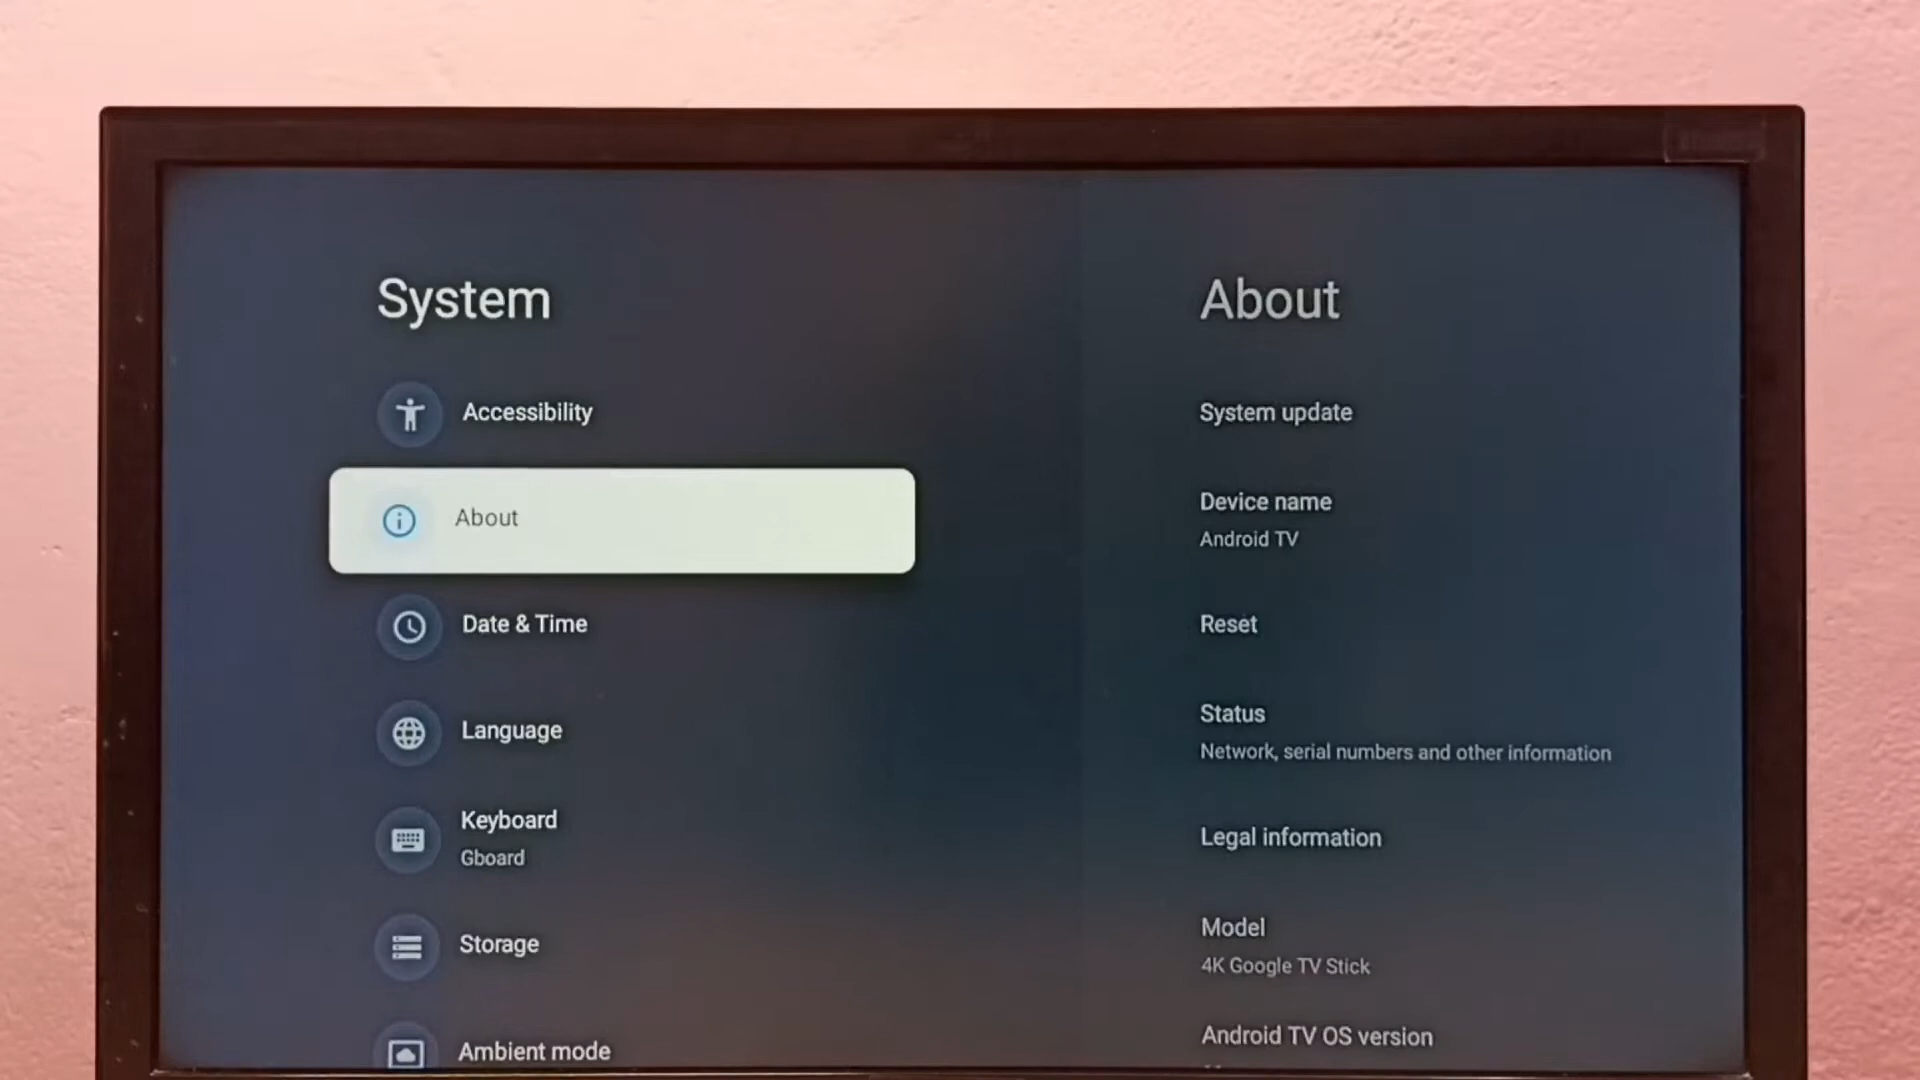 System
Accessibility
About
Date & Time
Language
Keyboard
Gboard
Storage
Ambient mode
About
System update
Device name
Android TV
Reset
Status
Network, serial numbers and other information
Legal information
Model
4K Google TV Stick
Android TV OS version